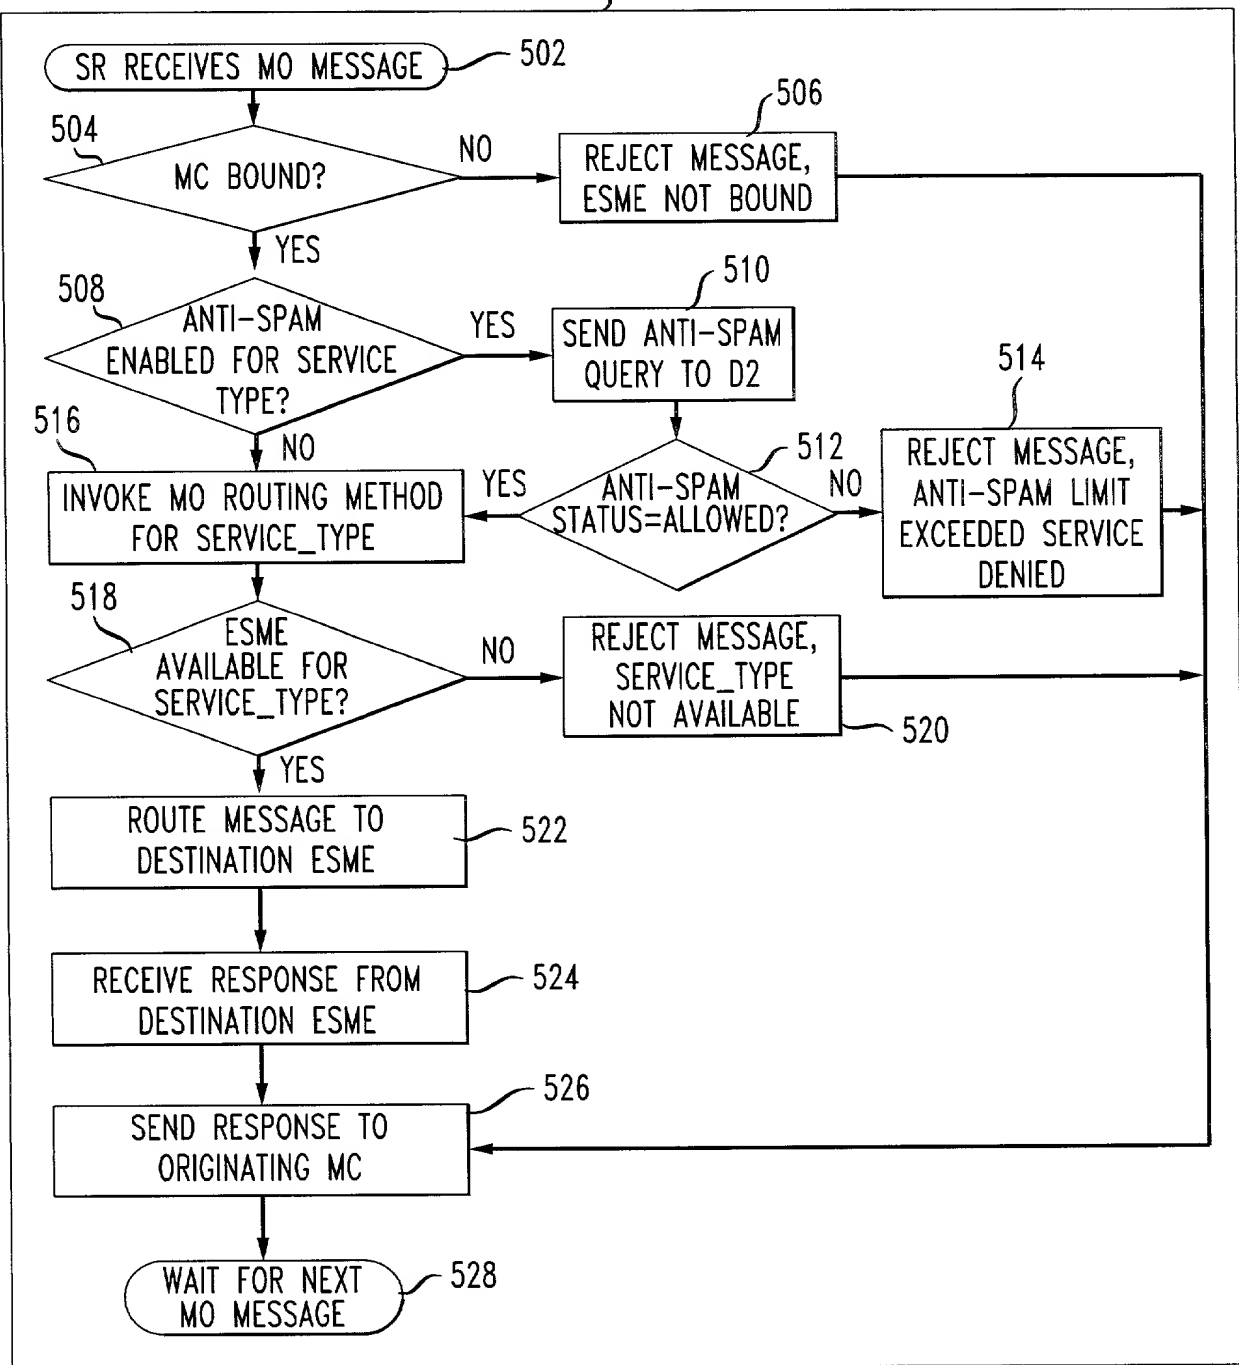 SR RECEIVES MO MESSAGE
502
504
MC BOUND?
NO
506
REJECT MESSAGE,
ESME NOT BOUND
YES
508
ANTI-SPAM
ENABLED FOR SERVICE
TYPE?
YES
510
SEND ANTI-SPAM
QUERY TO D2
NO
512
ANTI-SPAM
STATUS=ALLOWED?
YES
NO
514
REJECT MESSAGE,
ANTI-SPAM LIMIT
EXCEEDED SERVICE
DENIED
516
INVOKE MO ROUTING METHOD
FOR SERVICE_TYPE
518
ESME
AVAILABLE FOR
SERVICE_TYPE?
NO
REJECT MESSAGE,
SERVICE_TYPE
NOT AVAILABLE
520
YES
ROUTE MESSAGE TO
DESTINATION ESME
522
RECEIVE RESPONSE FROM
DESTINATION ESME
524
SEND RESPONSE TO
ORIGINATING MC
526
WAIT FOR NEXT
MO MESSAGE
528